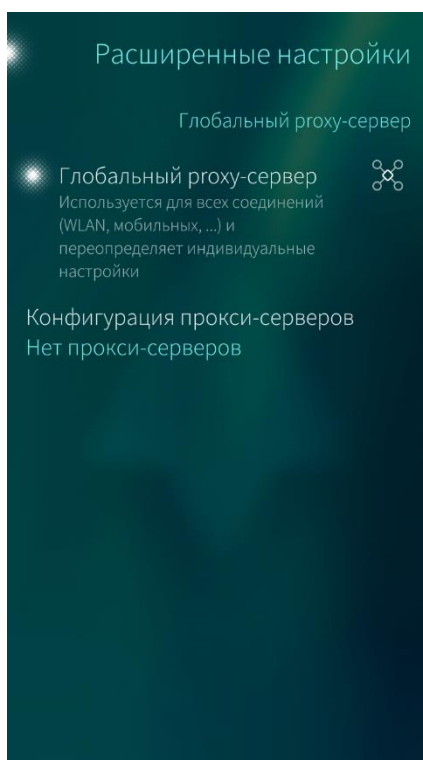 Расширенные настройки
Глобальный proxy-сервер
Глобальный proxy-сервер
Используется для всех соединений
(WLAN, мобильных, ...) и
переопределяет индивидуальные
настройки
Конфигурация прокси-серверов
Нет прокси-серверов